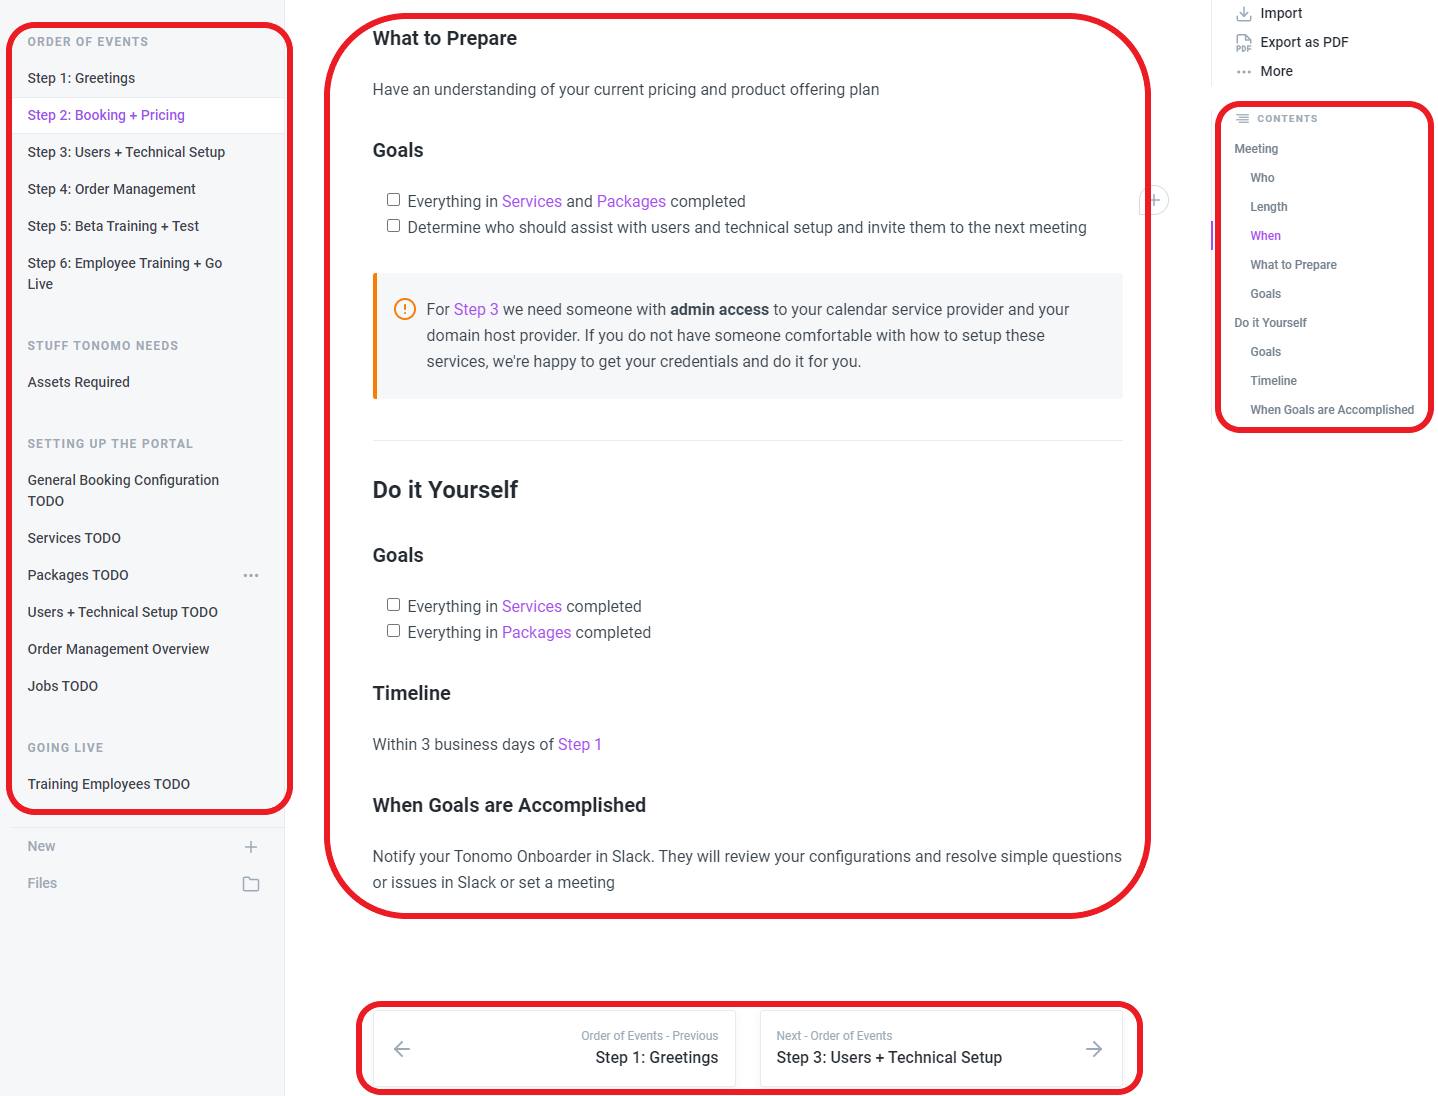 ORDER OF EVENTS
Step 1: Greetings
Step 2: Booking + Pricing
Step 3: Users + Technical Setup
Step 4: Order Management
Step 5: Beta Training + Test
Step 6: Employee Training + Go
Live
STUFF TONOMO NEEDS
Assets Required
SETTING UP THE PORTAL
General Booking Configuration
TODO
Services TODO
Packages TODO
Users + Technical Setup TODO
Order Management Overview
Jobs TODO
GOING LIVE
Training Employees TODO
New
Files
What to Prepare
Have an understanding of your current pricing and product offering plan
Goals
Everything in Services and Packages completed
Determine who should assist with users and technical setup and invite them to the next meeting
For Step 3 we need someone with admin access to your calendar service provider and your
domain host provider. If you do not have someone comfortable with how to setup these
services, we're happy to get your credentials and do it for you.
Do it Yourself
Goals
Everything in Services completed
Everything in Packages completed
Timeline
Within 3 business days of Step 1
When Goals are Accomplished
Notify your Tonomo Onboarder in Slack. They will review your configurations and resolve simple questions
or issues in Slack or set a meeting
Order of Events - Previous
Step 1: Greetings
Next - Order of Events
Step 3: Users + Technical Setup
Import
PDF Export as PDF
More
CONTENTS
Meeting
Who
Length
When
What to Prepare
Goals
Do it Yourself
Goals
Timeline
When Goals are Accomplished